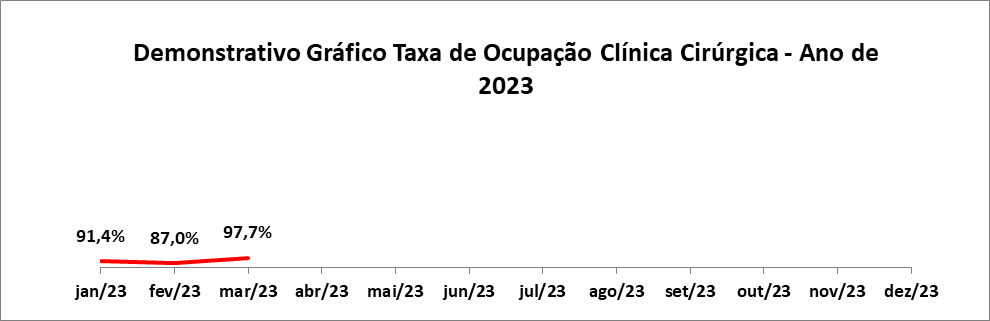 Demonstrativo Gráfico Taxa de Ocupação Clínica Cirúrgica - Ano de
2023
91,4% 87,0% 97,7%
jan/23 fev/23 mar/23 abr/23 mai/23 jun/23 jul/23 ago/23 set/23 out/23 nov/23 dez/23